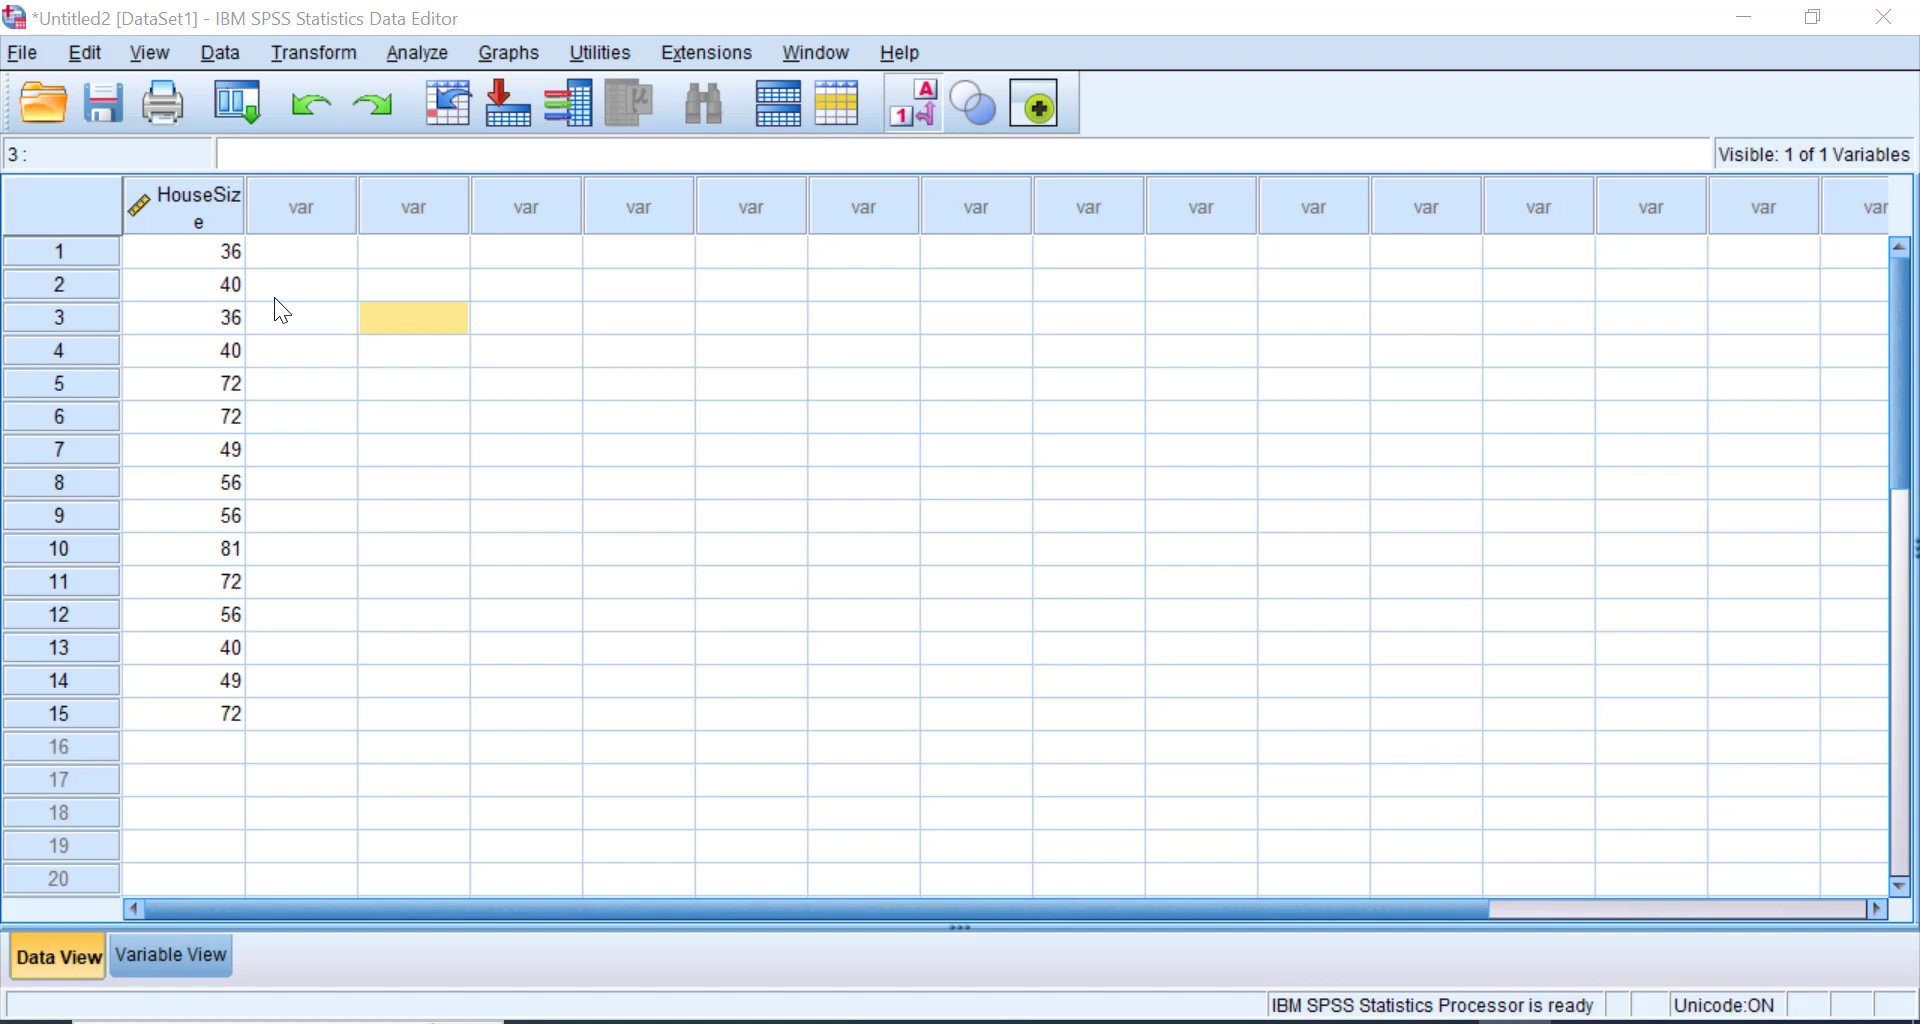 *Untitled2 [DataSet1] - IBM SPSS Statistics Data Editor
File Edit View Data Transform Analyze Graphs Utilities Extensions Window Help
A
1
µ
3 :
Visible: 1 of 1 Variables
HouseSiz
e
var var var var var var var var var var var var var var var
1 36
2 40
3 36
4 40
5 72
6 72
7 49
8 56
9 56
10 81
11 72
12 56
13 40
14 49
15 72
16
17
18
19
20
Data View Variable View
IBM SPSS Statistics Processor is ready Unicode:ON